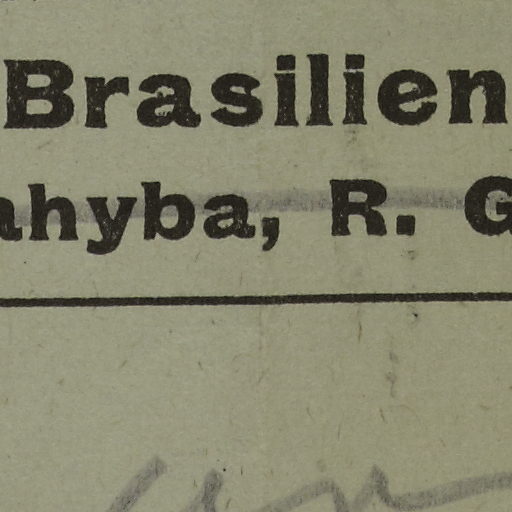 Brasilien
ahyba, R. G